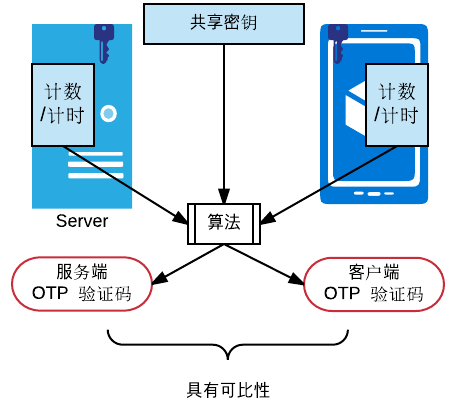 共享密钥
计数
/计时
计数
/计时
Server
算法
服务端
OTP 验证码
客户端
OTP 验证码
具有可比性